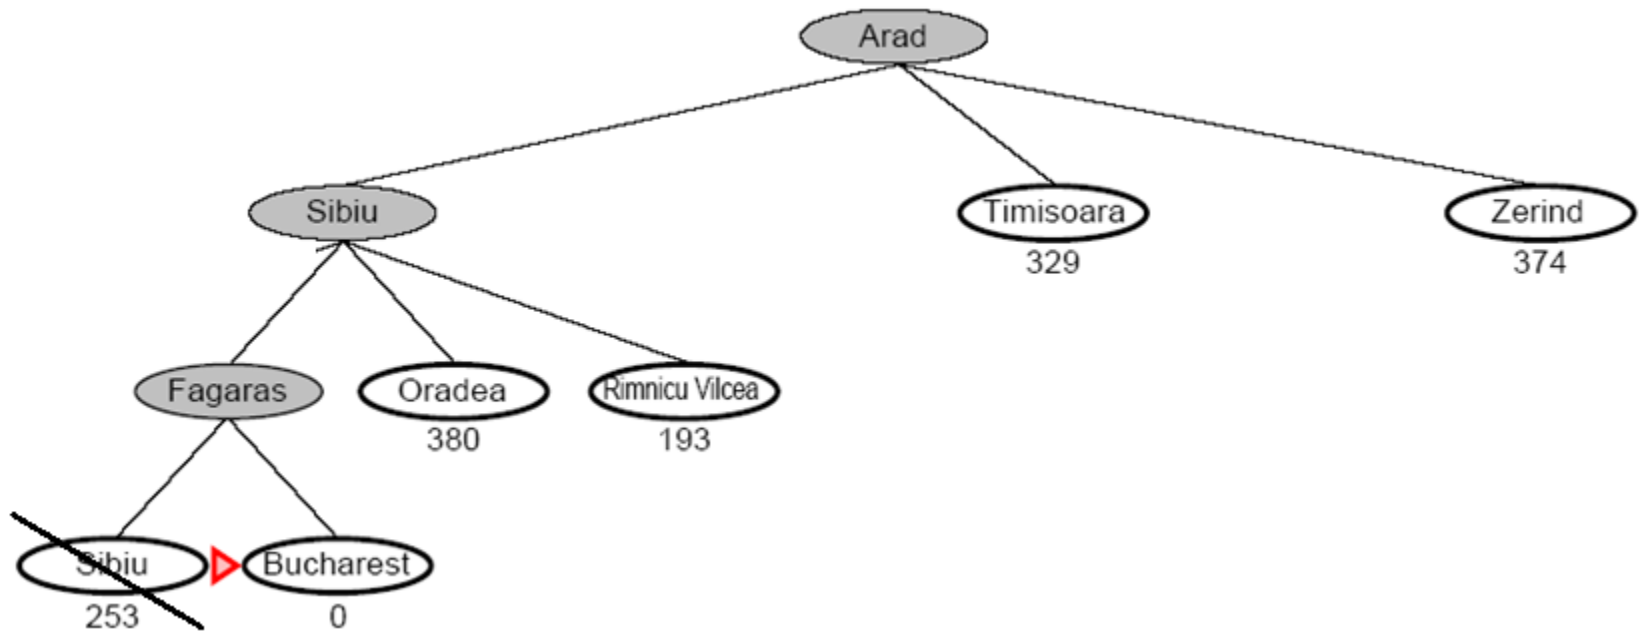 Arad
Sibiu
Timisoara
Zerind
329
374
Fagaras
Oradea
Rimnicu Vilcea
380
193
Sibiu
Bucharest
253
0